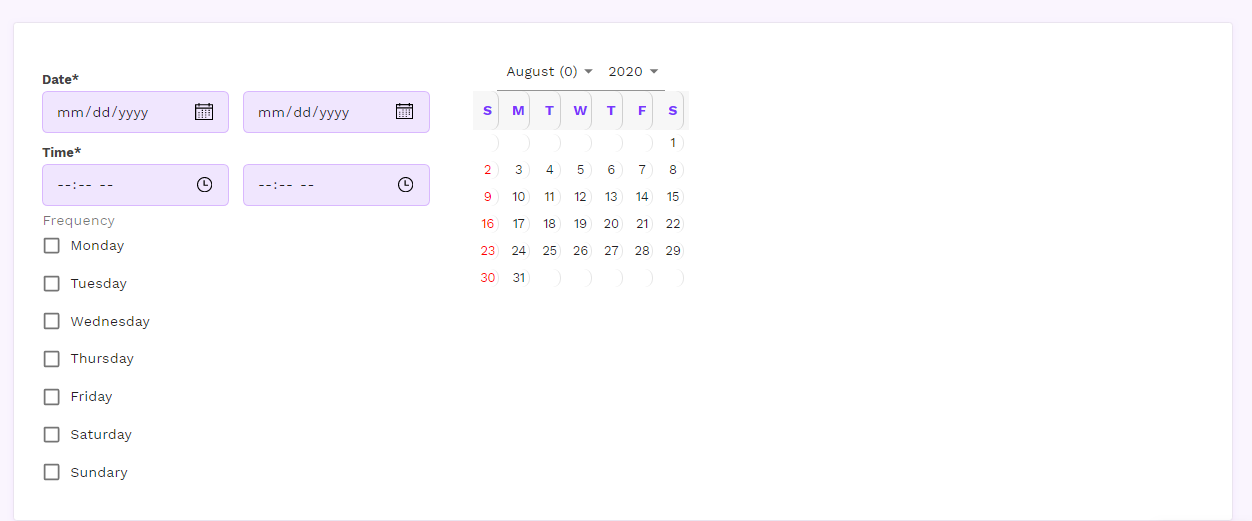 Date*
mm/dd/yyyy mm/dd/yyyy
Time*
--:-- -- --:-- --
Frequency
Monday
Tuesday
Wednesday
Thursday
Friday
Saturday
Sundary
August (0) 2020
S M T W T F S
1
2 3 4 5 6 7 8
9 10 11 12 13 14 15
16 17 18 19 20 21 22
23 24 25 26 27 28 29
30 31